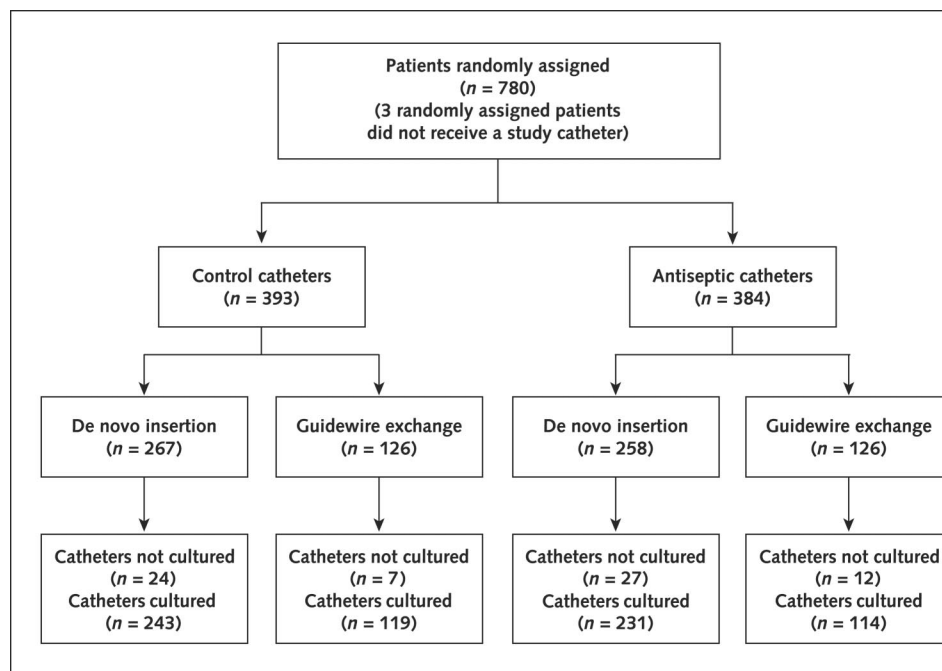 Patients randomly assigned
(n = 780)
(3 randomly assigned patients
did not receive a study catheter)
Control catheters
(n = 393)
Antiseptic catheters
(n = 384)
De novo insertion
(n = 267)
Guidewire exchange
(n = 126)
De novo insertion
(n = 258)
Guidewire exchange
(n = 126)
Catheters not cultured
(n = 24)
Catheters cultured
(n = 243)
Catheters not cultured
(n = 7)
Catheters cultured
(n = 119)
Catheters not cultured
(n = 27)
Catheters cultured
(n = 231)
Catheters not cultured
(n = 12)
Catheters cultured
(n = 114)